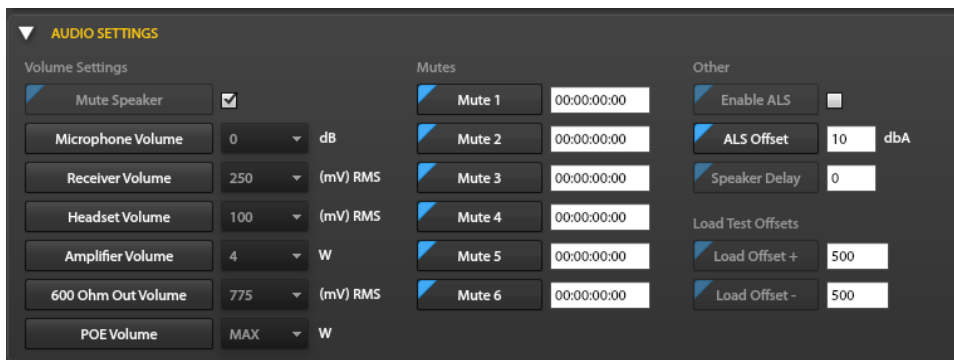 AUDIO SETTINGS
Volume Settings Mutes Other
Mute Speaker Mute 1 00:00:00:00 Enable ALS
Microphone Volume 0 dB Mute 2 00:00:00:00 ALS Offset 10 dbA
Receiver Volume 250 (mV) RMS Mute 3 00:00:00:00 Speaker Delay 0
Headset Volume 100 (mV) RMS Mute 4 00:00:00:00 Load Test Offsets
Amplifier Volume 4 W Mute 5 00:00:00:00 Load Offset + 500
600 Ohm Out Volume 775 (mV) RMS Mute 6 00:00:00:00 Load Offset - 500
POE Volume MAX W